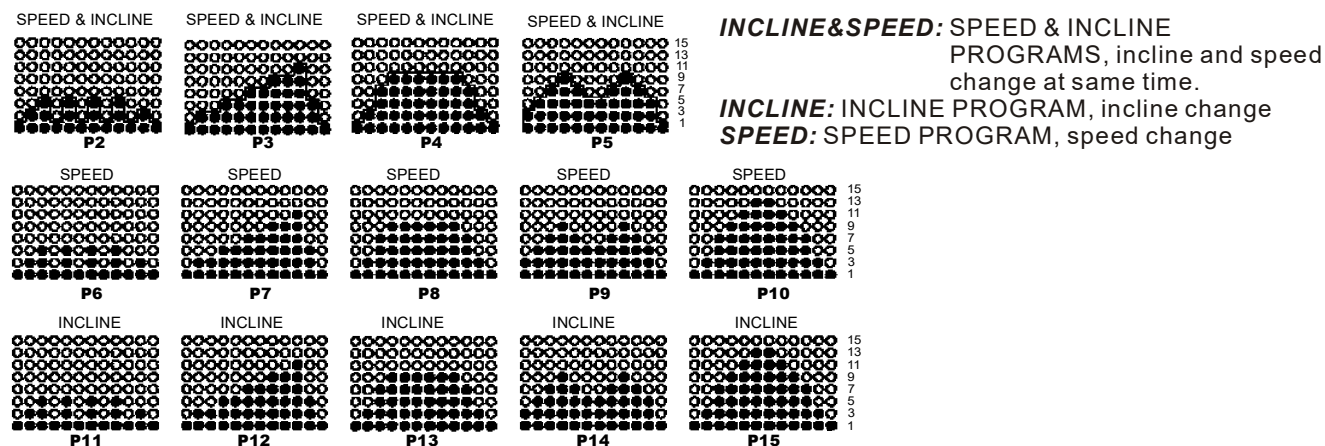 SPEED & INCLINE SPEED & INCLINE SPEED & INCLINE SPEED & INCLINE
15
13
11
9
7
5
3
1
P2 P3 P4 P5
INCLINE&SPEED: SPEED & INCLINE
PROGRAMS, incline and speed
change at same time.
INCLINE: INCLINE PROGRAM, incline change
SPEED: SPEED PROGRAM, speed change
SPEED SPEED SPEED SPEED SPEED
15
13
11
9
7
5
3
1
P6 P7 P8 P9 P10
INCLINE INCLINE INCLINE INCLINE INCLINE
15
13
11
9
7
5
3
1
P11 P12 P13 P14 P15